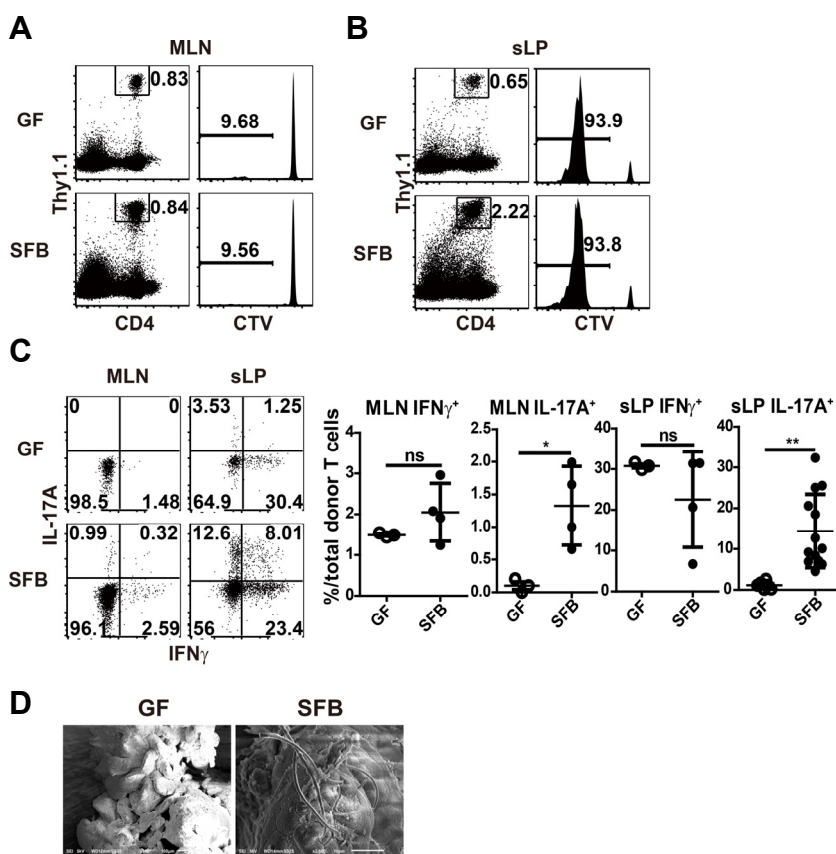 A
MLN
GF
0.83
9.68
Thy1.1
SFB
0.84
9.56
CD4
CTV
B
sLP
GF
0.65
93.9
Thy1.1
SFB
2.22
93.8
CD4
CTV
C
MLN
sLP
GF
0
0
3.53
1.25
98.5
1.48
64.9
30.4
IL-17A
SFB
0.99
0.32
12.6
8.01
96.1
2.59
56
23.4
IFNγ
%/total donor T cells
MLN IFNγ+
ns
4
3
2
1
0
GF
SFB
MLN IL-17A+
*
2.5
2.0
1.5
1.0
0.5
0.0
GF
SFB
sLP IFNγ+
ns
40
30
20
10
0
GF
SFB
sLP IL-17A+
**
40
30
20
10
0
GF
SFB
D
GF
SFB